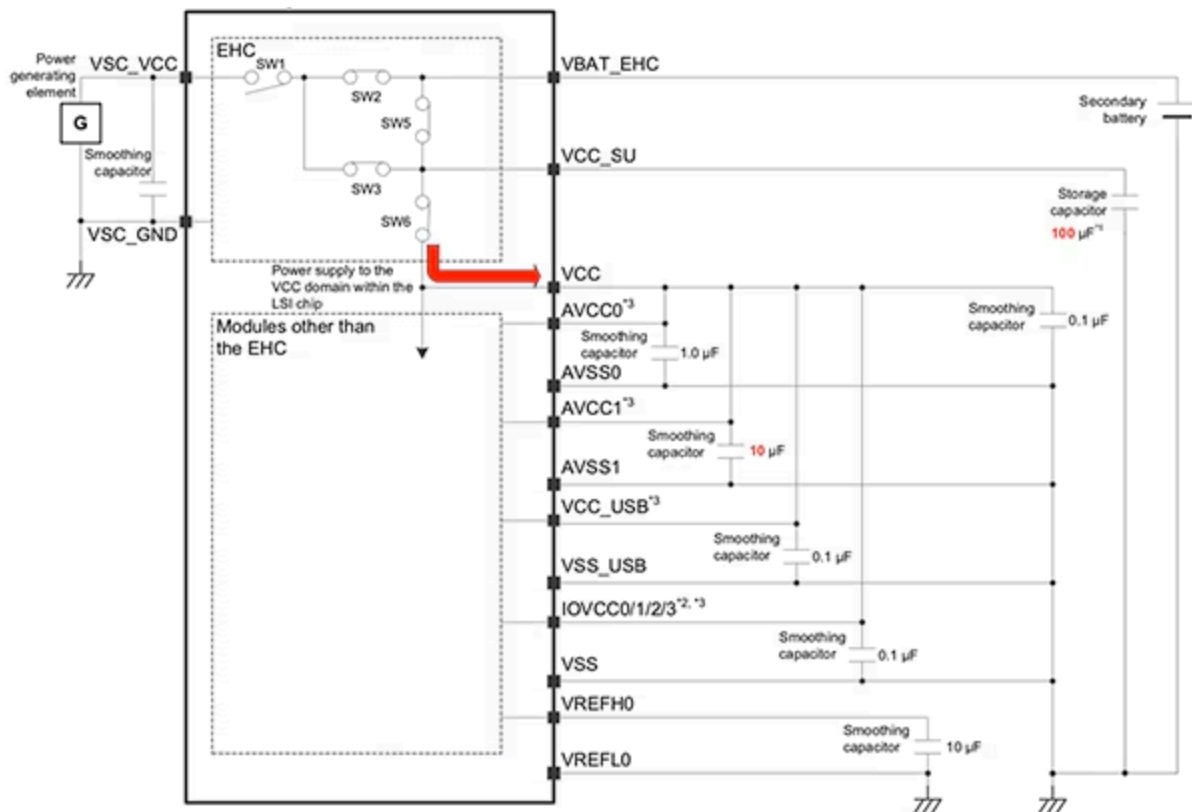 Power
generating
element
G
Smoothing
capacitor
VSC_VCC
VSC_GND
EHC
SW1
SW2
SW5
SW3
SW6
Power supply to the
VCC domain within the
LSI chip
Modules other than
the EHC
VBAT_EHC
Secondary
battery
VCC_SU
Storage
capacitor
100 µF*1
VCC
AVCC0*3
Smoothing
capacitor
1.0 µF
Smoothing
capacitor
0.1 µF
AVSS0
AVCC1*3
Smoothing
capacitor
10 µF
AVSS1
VCC_USB*3
Smoothing
capacitor
0.1 µF
VSS_USB
IOVCC0/1/2/3*2, *3
Smoothing
capacitor
0.1 µF
VSS
VREFH0
Smoothing
capacitor
10 µF
VREFL0